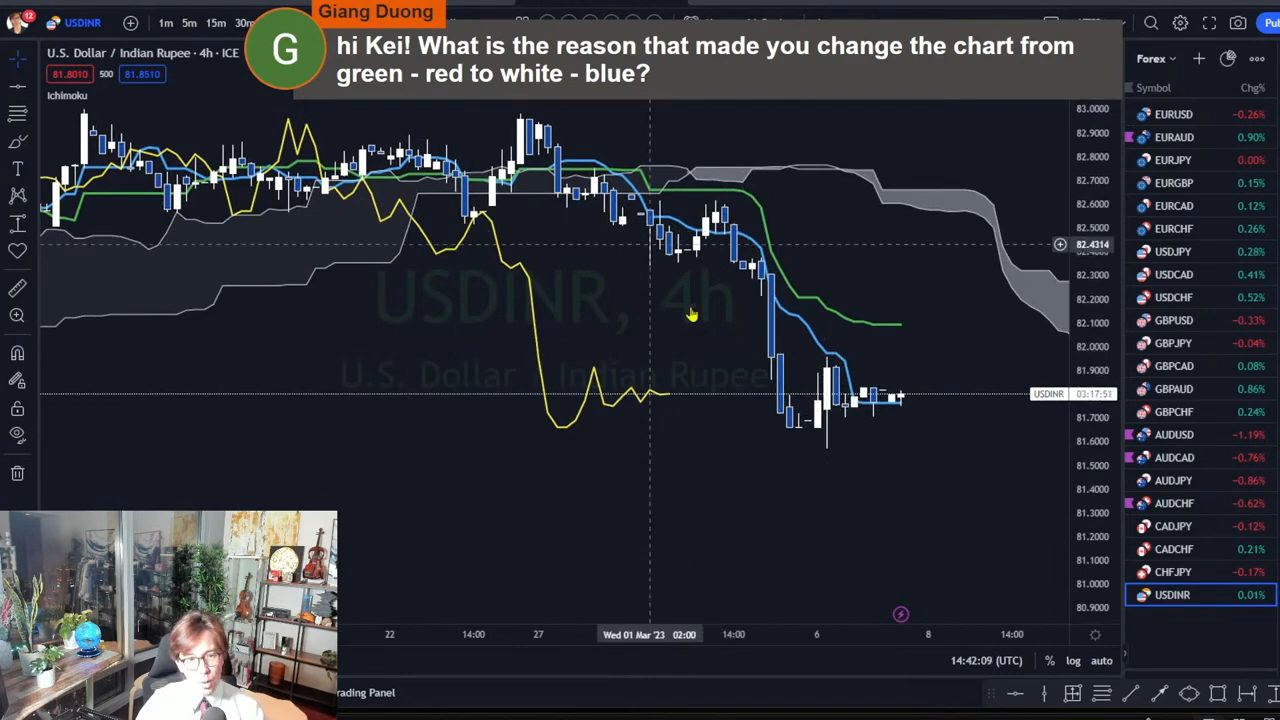 Giang Duong
G
hi Kei! What is the reason that made you change the chart from
green - red to white - blue?
12
USDINR
1m 5m 15m 30m
U.S. Dollar / Indian Rupee · 4h · ICE
81.8010 500 81.8510
Ichimoku
USDINR, 4h
U.S. Dollar / Indian Rupee
83.0000
82.9000
82.8000
82.7000
82.6000
82.5000
82.4314
82.3000
82.2000
82.1000
82.0000
81.9000
USDINR 03:17:51
81.7000
81.6000
81.5000
81.4000
81.3000
81.2000
81.1000
81.0000
80.9000
22 14:00 27 Wed 01 Mar '23 02:00 14:00 6 8 14:00
14:42:09 (UTC) % log auto
rading Panel
Pu
Forex
Symbol Chg%
EURUSD -0.26%
EURAUD 0.90%
EURJPY 0.00%
EURGBP 0.15%
EURCAD 0.12%
EURCHF 0.26%
USDJPY 0.28%
USDCAD 0.41%
USDCHF 0.52%
GBPUSD -0.33%
GBPJPY -0.04%
GBPCAD 0.08%
GBPAUD 0.86%
GBPCHF 0.24%
AUDUSD -1.19%
AUDCAD -0.76%
AUDJPY -0.86%
AUDCHF -0.62%
CADJPY -0.12%
CADCHF 0.21%
CHFJPY -0.17%
USDINR 0.01%